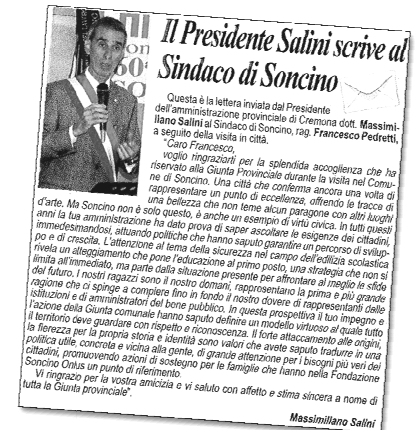 Il Presidente Salini scrive al
Sindaco di Soncino
Questa è la lettera inviata dal Presidente
dell'amministrazione provinciale di Cremona dott. Massimi-
liano Salini al Sindaco di Soncino, rag. Francesco Pedretti,
a seguito della visita in città.
"Caro Francesco,
voglio ringraziarti per la splendida accoglienza che ha
riservato alla Giunta Provinciale durante la visita nel Comu-
ne di Soncino. Una città che conferma ancora una volta di
rappresentare un punto di eccellenza, offrendo le tracce di
una bellezza che non teme alcun paragone con altri luoghi
d'arte. Ma Soncino non è solo questo, è anche un esempio di virtù civica. In tutti questi
anni la tua amministrazione ha dato prova di saper ascoltare le esigenze dei cittadini,
immedesimandosi, attuando politiche che hanno saputo garantire un percorso di svilup-
po e di crescita. L'attenzione al tema della sicurezza nel campo dell'edilizia scolastica
rivela un atteggiamento che pone l'educazione al primo posto, una strategia che non si
limita all'immediato, ma parte dalla situazione presente per affrontare al meglio le sfide
del futuro. I nostri ragazzi sono il nostro domani, rappresentano la prima e più grande
ragione che ci spinge a compiere fino in fondo il nostro dovere di rappresentanti delle
istituzioni e di amministratori del bene pubblico. In questa prospettiva il tuo impegno e
l'azione della Giunta comunale hanno saputo definire un modello virtuoso al quale tutto
il territorio deve guardare con rispetto e riconoscenza. Il forte attaccamento alle origini,
la fierezza per la propria storia e identità sono valori che avete saputo tradurre in una
politica utile, concreta e vicina alla gente, di grande attenzione per i bisogni più veri dei
cittadini, promuovendo azioni di sostegno per le famiglie che hanno nella Fondazione
Soncino Onlus un punto di riferimento.
Vi ringrazio per la vostra amicizia e vi saluto con affetto e stima sincera a nome di
tutta la Giunta provinciale".
Massimiliano Salini